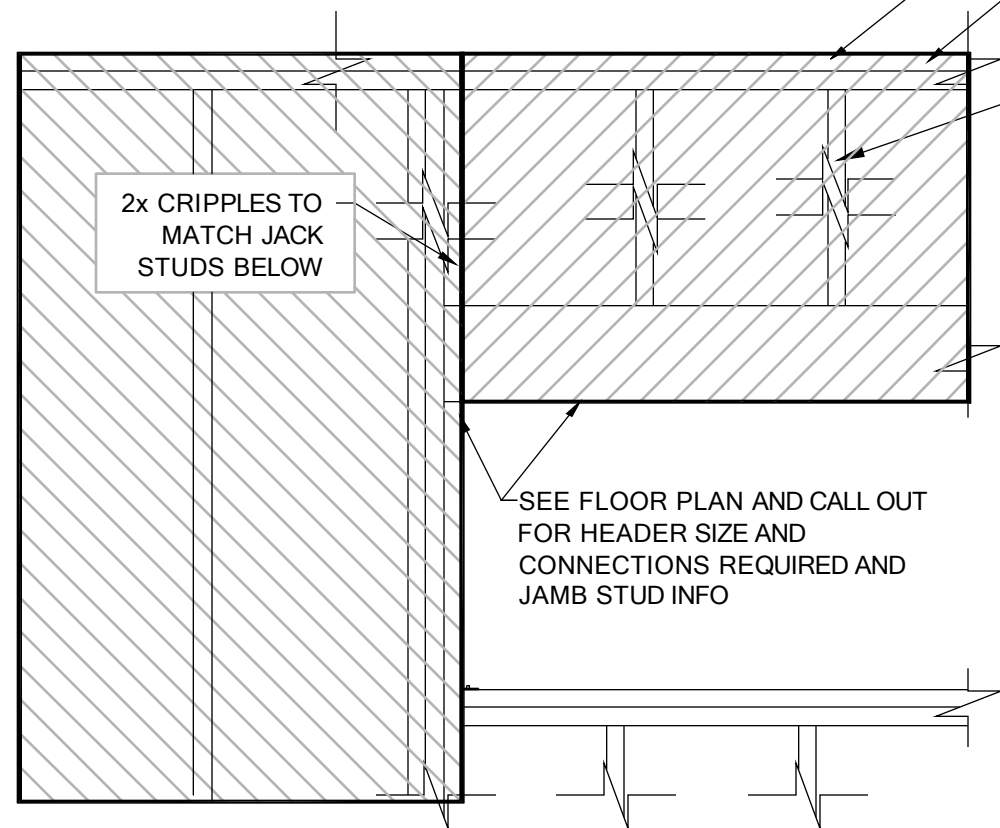 2x CRIPPLES TO
MATCH JACK
STUDS BELOW
SEE FLOOR PLAN AND CALL OUT
FOR HEADER SIZE AND
CONNECTIONS REQUIRED AND
JAMB STUD INFO